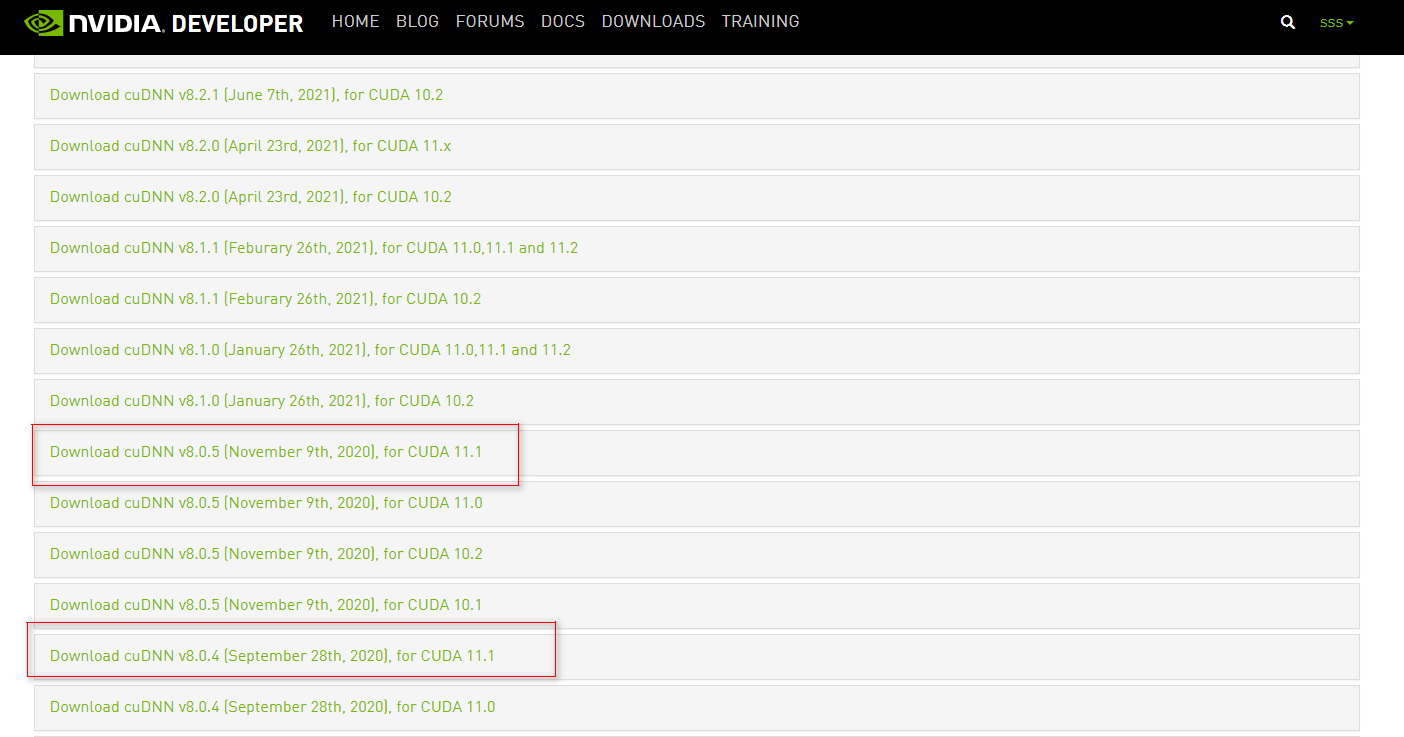 NVIDIA. DEVELOPER HOME BLOG FORUMS DOCS DOWNLOADS TRAINING sss
Download cuDNN v8.2.1 (June 7th, 2021), for CUDA 10.2
Download cuDNN v8.2.0 (April 23rd, 2021), for CUDA 11.x
Download cuDNN v8.2.0 (April 23rd, 2021), for CUDA 10.2
Download cuDNN v8.1.1 (Feburary 26th, 2021), for CUDA 11.0,11.1 and 11.2
Download cuDNN v8.1.1 (Feburary 26th, 2021), for CUDA 10.2
Download cuDNN v8.1.0 (January 26th, 2021), for CUDA 11.0,11.1 and 11.2
Download cuDNN v8.1.0 (January 26th, 2021), for CUDA 10.2
Download cuDNN v8.0.5 (November 9th, 2020), for CUDA 11.1
Download cuDNN v8.0.5 (November 9th, 2020), for CUDA 11.0
Download cuDNN v8.0.5 (November 9th, 2020), for CUDA 10.2
Download cuDNN v8.0.5 (November 9th, 2020), for CUDA 10.1
Download cuDNN v8.0.4 (September 28th, 2020), for CUDA 11.1
Download cuDNN v8.0.4 (September 28th, 2020), for CUDA 11.0